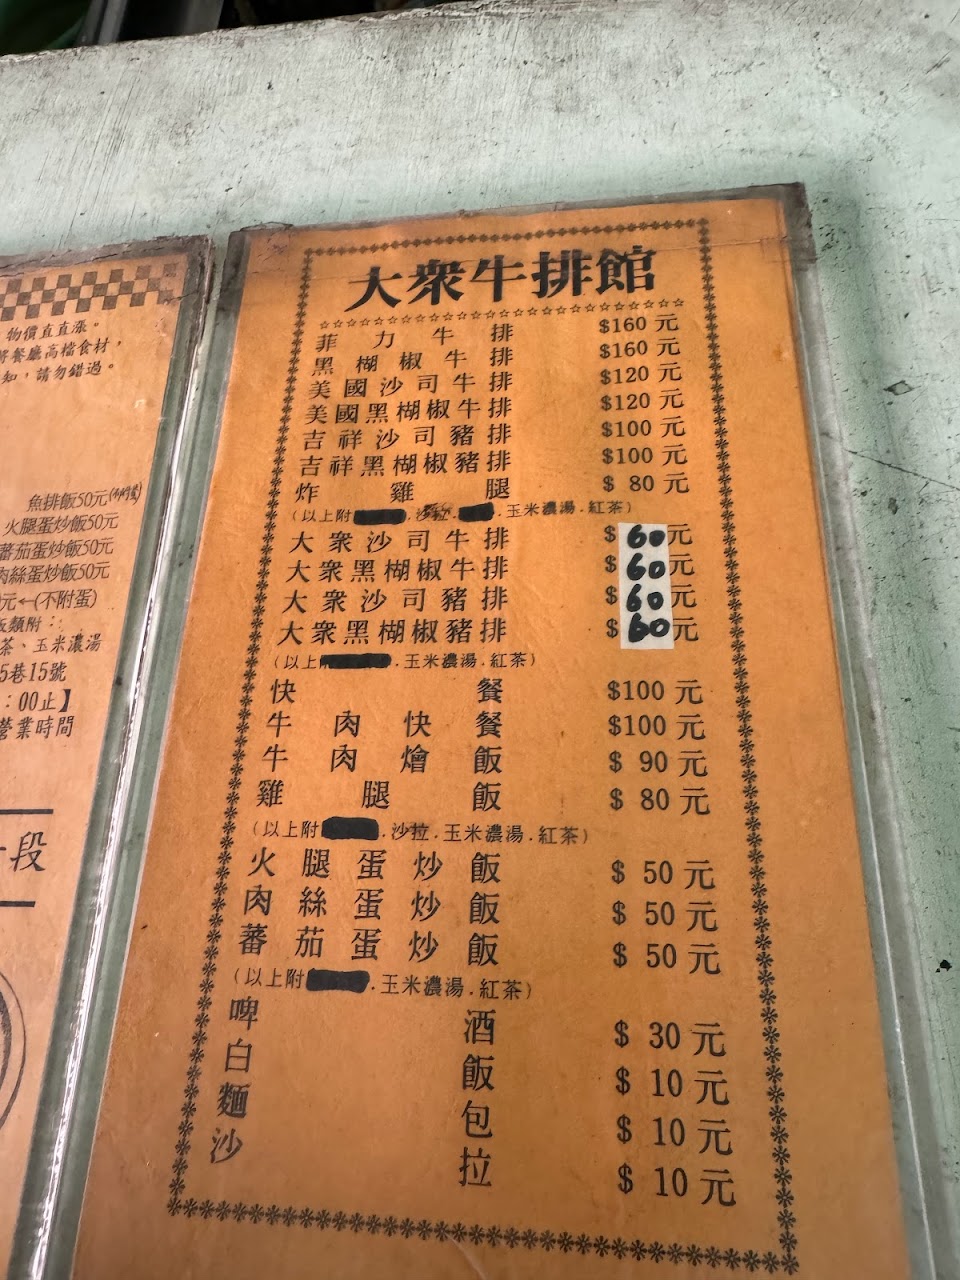 物價直直漲。
餐廳高檔食材，
知，請勿錯過。
魚排飯50元
火腿蛋炒飯50元
蕃茄蛋炒飯50元
肉絲蛋炒飯50元
元←(不附蛋)
飯類附：
茶、玉米濃湯
5巷15號
：00止】
營業時間
段
大眾牛排館
菲力牛排 $160元
黑楜椒牛排 $160元
美國沙司牛排 $120元
美國黑楜椒牛排 $120元
吉祥沙司豬排 $100元
吉祥黑楜椒豬排 $100元
炸雞腿 $ 80元
(以上附 .沙拉. .玉米濃湯.紅茶)
大眾沙司牛排 $60元
大眾黑楜椒牛排 $60元
大眾沙司豬排 $60元
大眾黑楜椒豬排 $60元
(以上 .玉米濃湯.紅茶)
快餐 $100元
牛肉快餐 $100元
牛肉燴飯 $ 90元
雞腿飯 $ 80元
(以上附 .沙拉.玉米濃湯.紅茶)
火腿蛋炒飯 $ 50元
肉絲蛋炒飯 $ 50元
蕃茄蛋炒飯 $ 50元
(以上附 .玉米濃湯.紅茶)
啤酒 $ 30元
白飯 $ 10元
麵包 $ 10元
沙拉 $ 10元